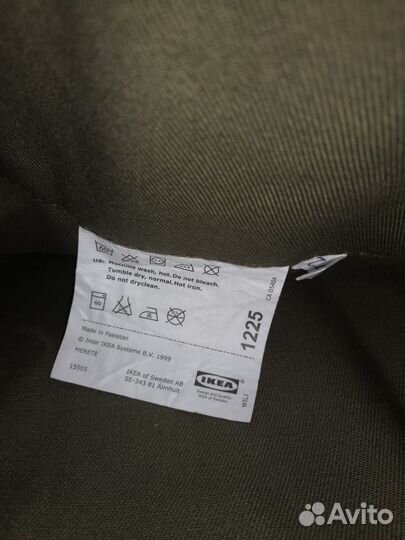 US: Machine wash, hot. Do not bleach.
Tumble dry, normal. Hot iron.
Do not dryclean.
60
Made in Pakistan
© Inter IKEA Systems B.V. 1999
MERETE
15505
IKEA of Sweden AB
SE-343 81 Älmhult
1225
IKEA
Design and Quality
IKEA of Sweden
WILJ
Avito